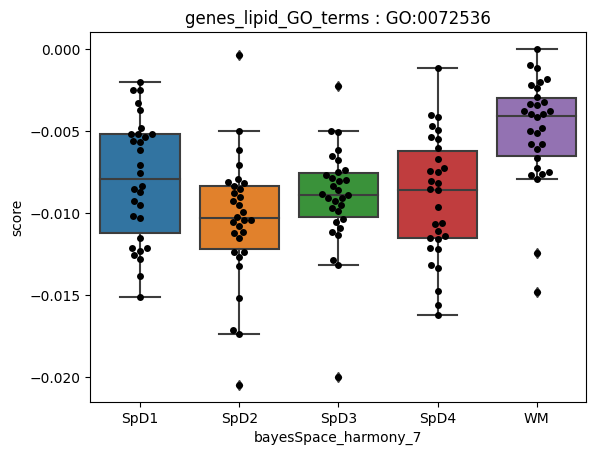 genes_lipid_GO_terms : GO:0072536
0.000
−0.005
−0.010
−0.015
−0.020
score
SpD1 SpD2 SpD3 SpD4 WM
bayesSpace_harmony_7